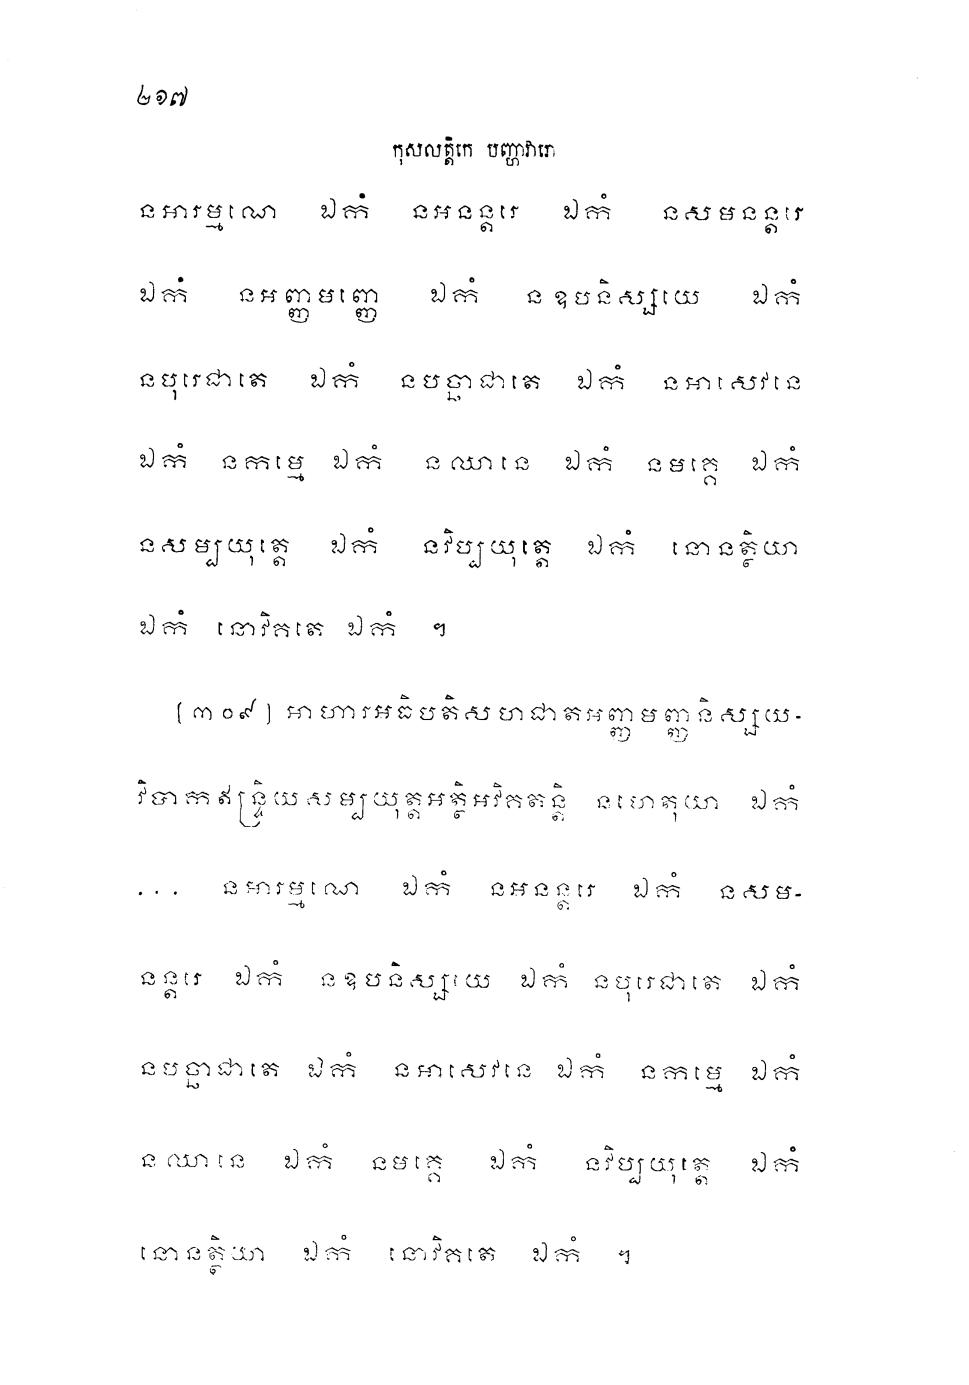 ២១៧
កុសលត្តិកេ បញ្ហាវារោ
នអារម្មណេ ឯកំ នអនន្តរេ ឯកំ នសមនន្តរេ
ឯកំ នអញ្ញមញ្ញេ ឯកំ នឧបនិស្សយេ ឯកំ
នបុរេជាតេ ឯកំ នបច្ឆាជាតេ ឯកំ នអាសេវនេ
ឯកំ នកម្មេ ឯកំ នឈានេ ឯកំ នមគ្គេ ឯកំ
នសម្បយុត្តេ ឯកំ នវិប្បយុត្តេ ឯកំ នោនត្ថិយា
ឯកំ នោវិគតេ ឯកំ ។
[៣០៩] អាហារអធិបតិសហជាតអញ្ញមញ្ញនិស្សយ-
វិបាកឥន្ទ្រិយសម្បយុត្តអត្ថិអវិគតន្តិ នហេតុយា ឯកំ
... នអារម្មណេ ឯកំ នអនន្តរេ ឯកំ នសម-
នន្តរេ ឯកំ នឧបនិស្សយេ ឯកំ នបុរេជាតេ ឯកំ
នបច្ឆាជាតេ ឯកំ នអាសេវនេ ឯកំ នកម្មេ ឯកំ
នឈានេ ឯកំ នមគ្គេ ឯកំ នវិប្បយុត្តេ ឯកំ
នោនត្ថិយា ឯកំ នោវិគតេ ឯកំ ។